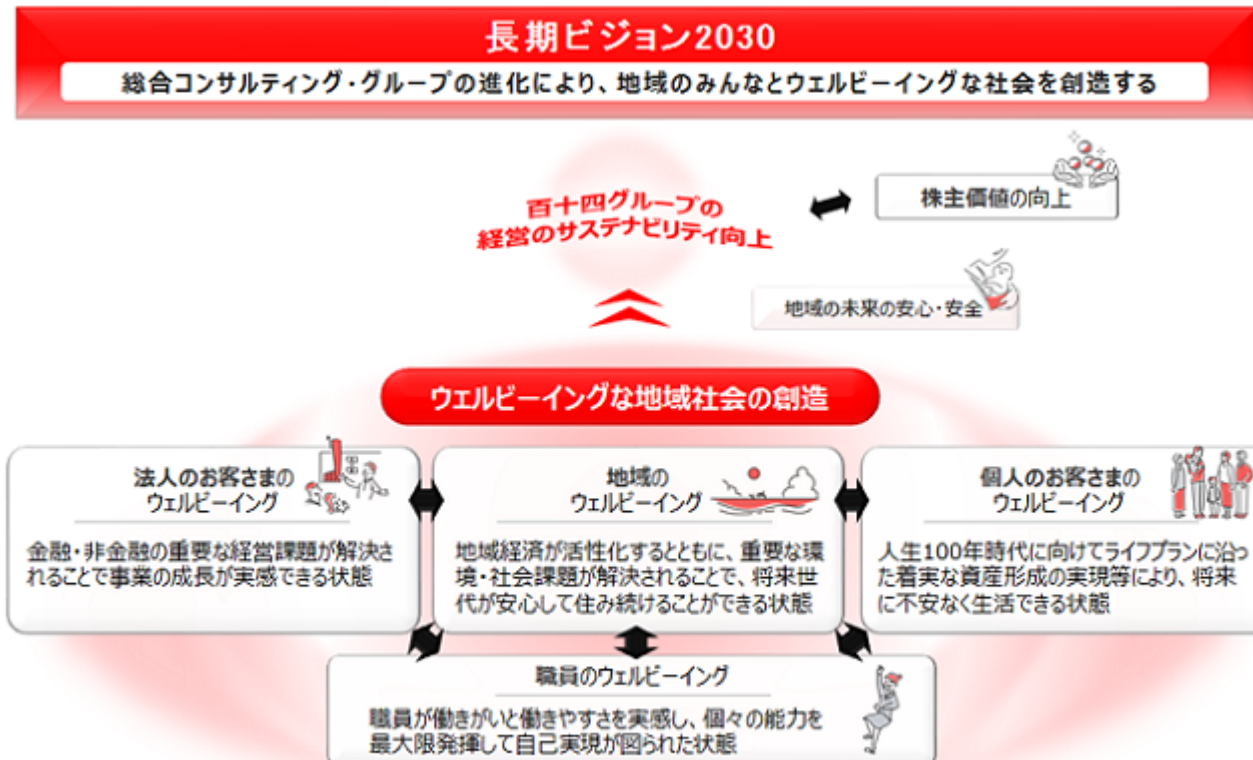 長期ビジョン2030
総合コンサルティング・グループの進化により、地域のみんなとウェルビーイングな社会を創造する
百十四グループの
経営のサステナビリティ向上
株主価値の向上
地域の未来の安心・安全
ウェルビーイングな地域社会の創造
法人のお客さまの
ウェルビーイング
金融・非金融の重要な経営課題が解決さ
れることで事業の成長が実感できる状態
地域の
ウェルビーイング
地域経済が活性化するとともに、重要な環
境・社会課題が解決されることで、将来世
代が安心して住み続けることができる状態
個人のお客さまの
ウェルビーイング
人生100年時代に向けてライフプランに沿っ
た着実な資産形成の実現等により、将来
に不安なく生活できる状態
職員のウェルビーイング
職員が働きがいと働きやすさを実感し、個々の能力を
最大限発揮して自己実現が図られた状態